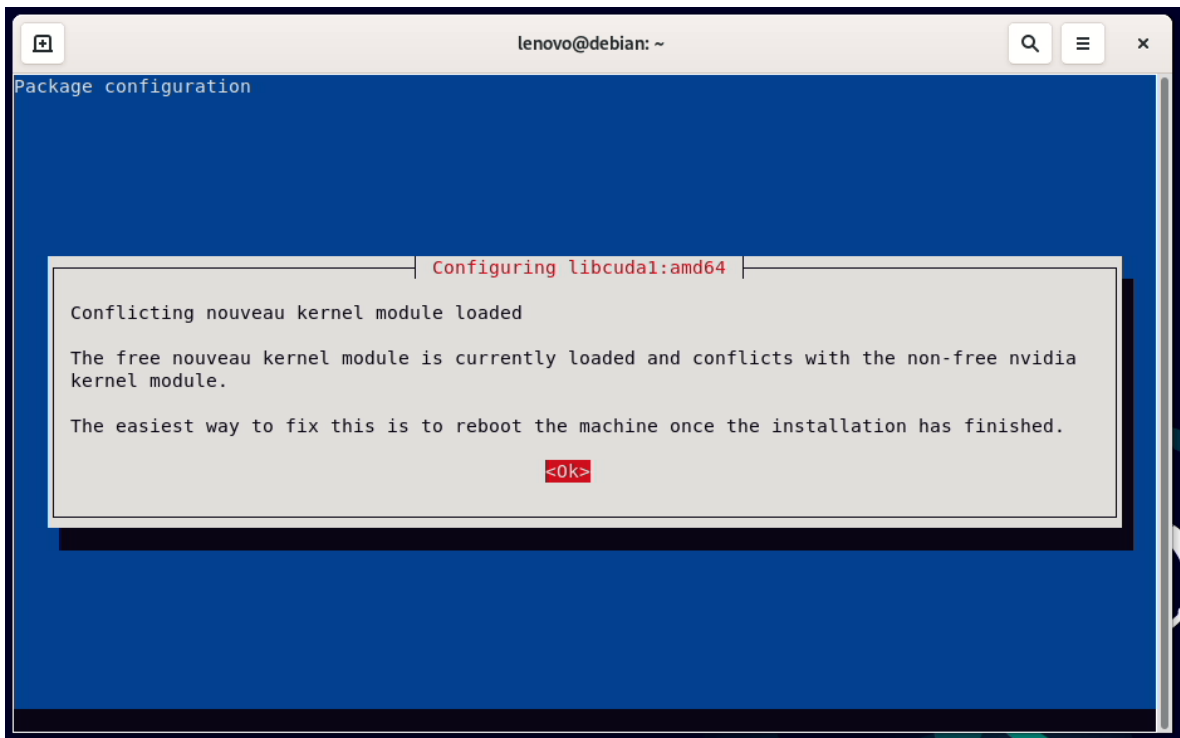 lenovo@debian: ~
Package configuration
Configuring libcuda1:amd64
Conflicting nouveau kernel module loaded
The free nouveau kernel module is currently loaded and conflicts with the non-free nvidia
kernel module.
The easiest way to fix this is to reboot the machine once the installation has finished.
<Ok>